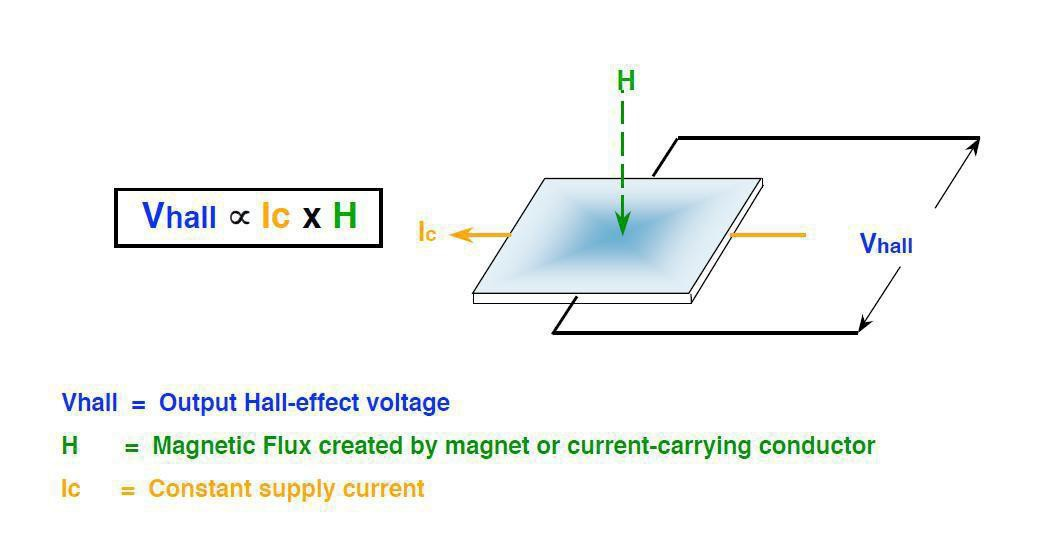 H
Vhall ∝ Ic x H
Ic
Vhall
Vhall = Output Hall-effect voltage
H = Magnetic Flux created by magnet or current-carrying conductor
Ic = Constant supply current